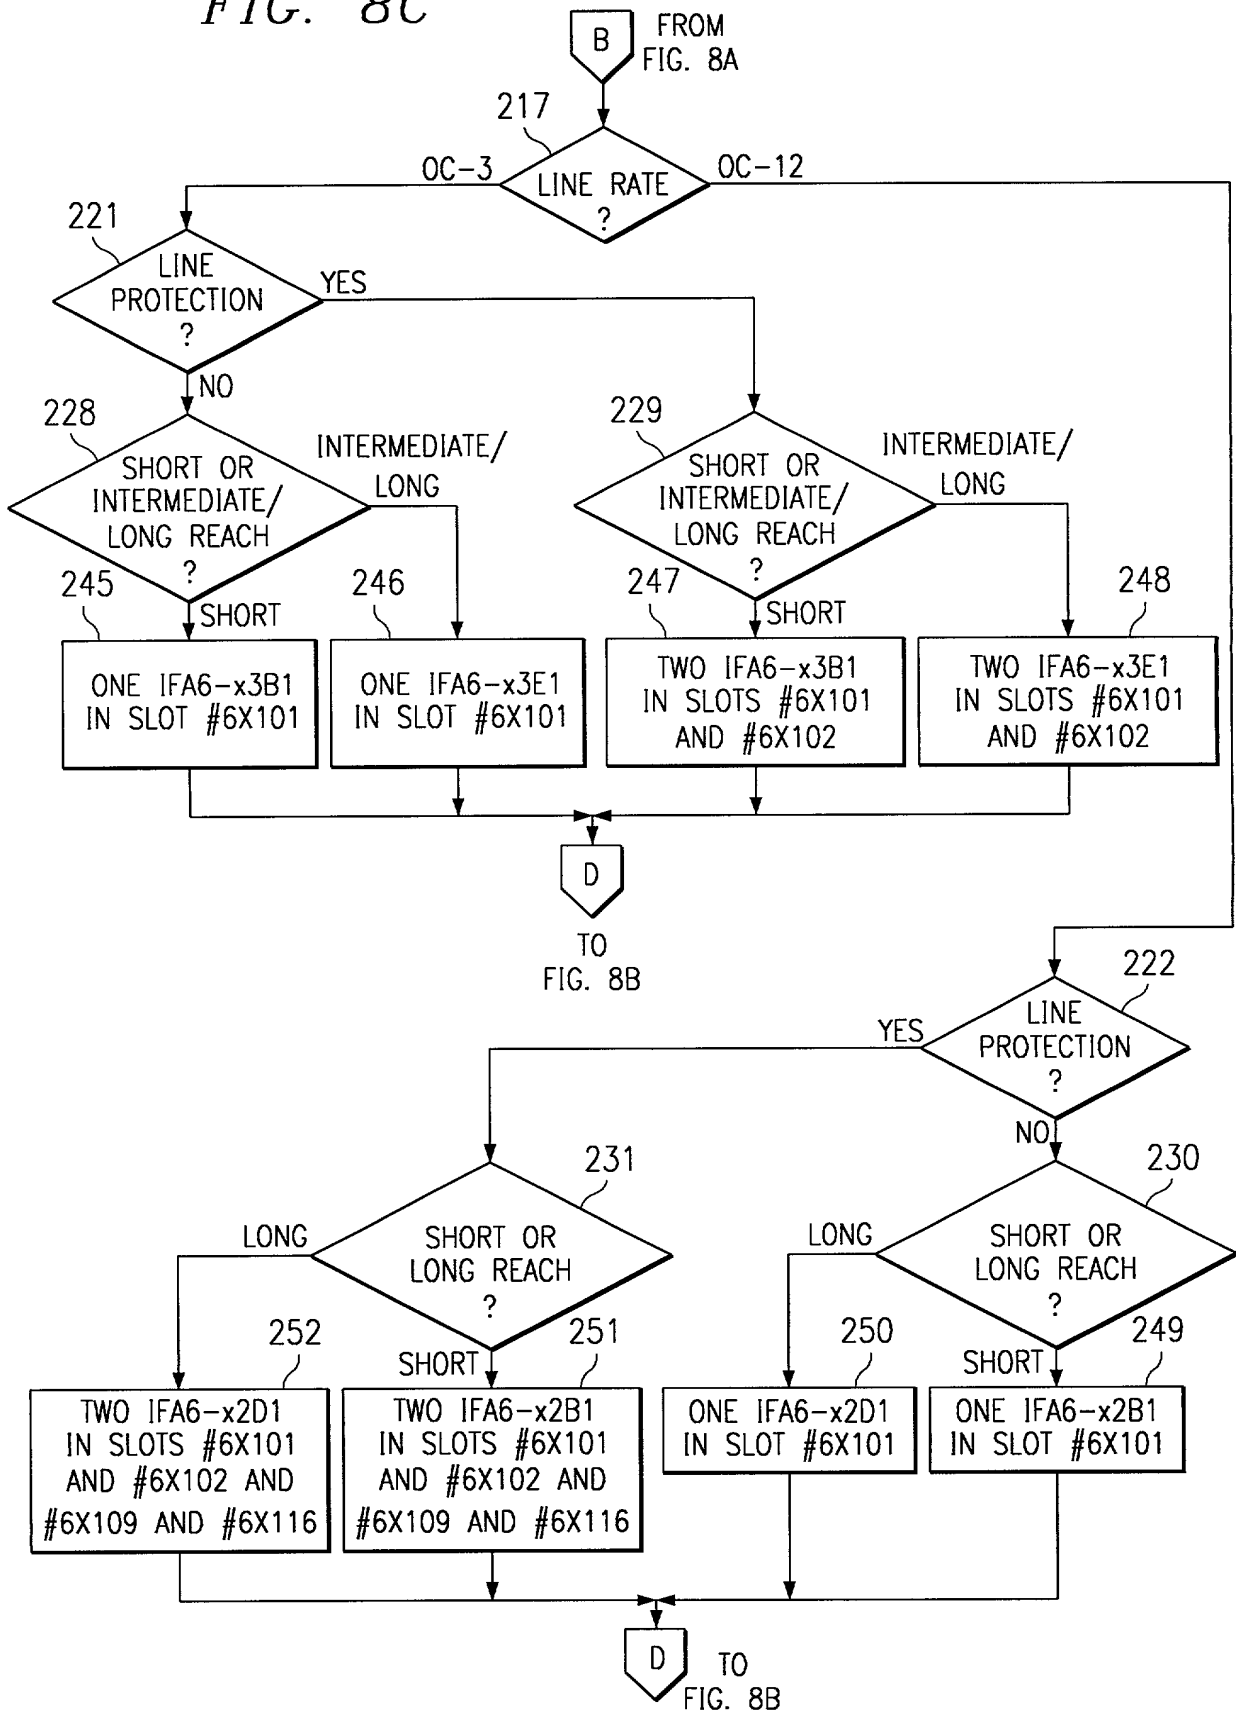 FIG. 8C
B
FROM
FIG. 8A
217
OC-3
LINE RATE
?
OC-12
221
LINE
PROTECTION
?
YES
NO
228
SHORT OR
INTERMEDIATE/
LONG REACH
?
INTERMEDIATE/
LONG
229
SHORT OR
INTERMEDIATE/
LONG REACH
?
INTERMEDIATE/
LONG
245
SHORT
246
247
SHORT
248
ONE IFA6-x3B1
IN SLOT #6X101
ONE IFA6-x3E1
IN SLOT #6X101
TWO IFA6-x3B1
IN SLOTS #6X101
AND #6X102
TWO IFA6-x3E1
IN SLOTS #6X101
AND #6X102
D
TO
FIG. 8B
222
LINE
PROTECTION
?
YES
NO
231
SHORT OR
LONG REACH
?
LONG
230
SHORT OR
LONG REACH
?
LONG
252
SHORT
251
250
SHORT
249
TWO IFA6-x2D1
IN SLOTS #6X101
AND #6X102 AND
#6X109 AND #6X116
TWO IFA6-x2B1
IN SLOTS #6X101
AND #6X102 AND
#6X109 AND #6X116
ONE IFA6-x2D1
IN SLOT #6X101
ONE IFA6-x2B1
IN SLOT #6X101
D
TO
FIG. 8B